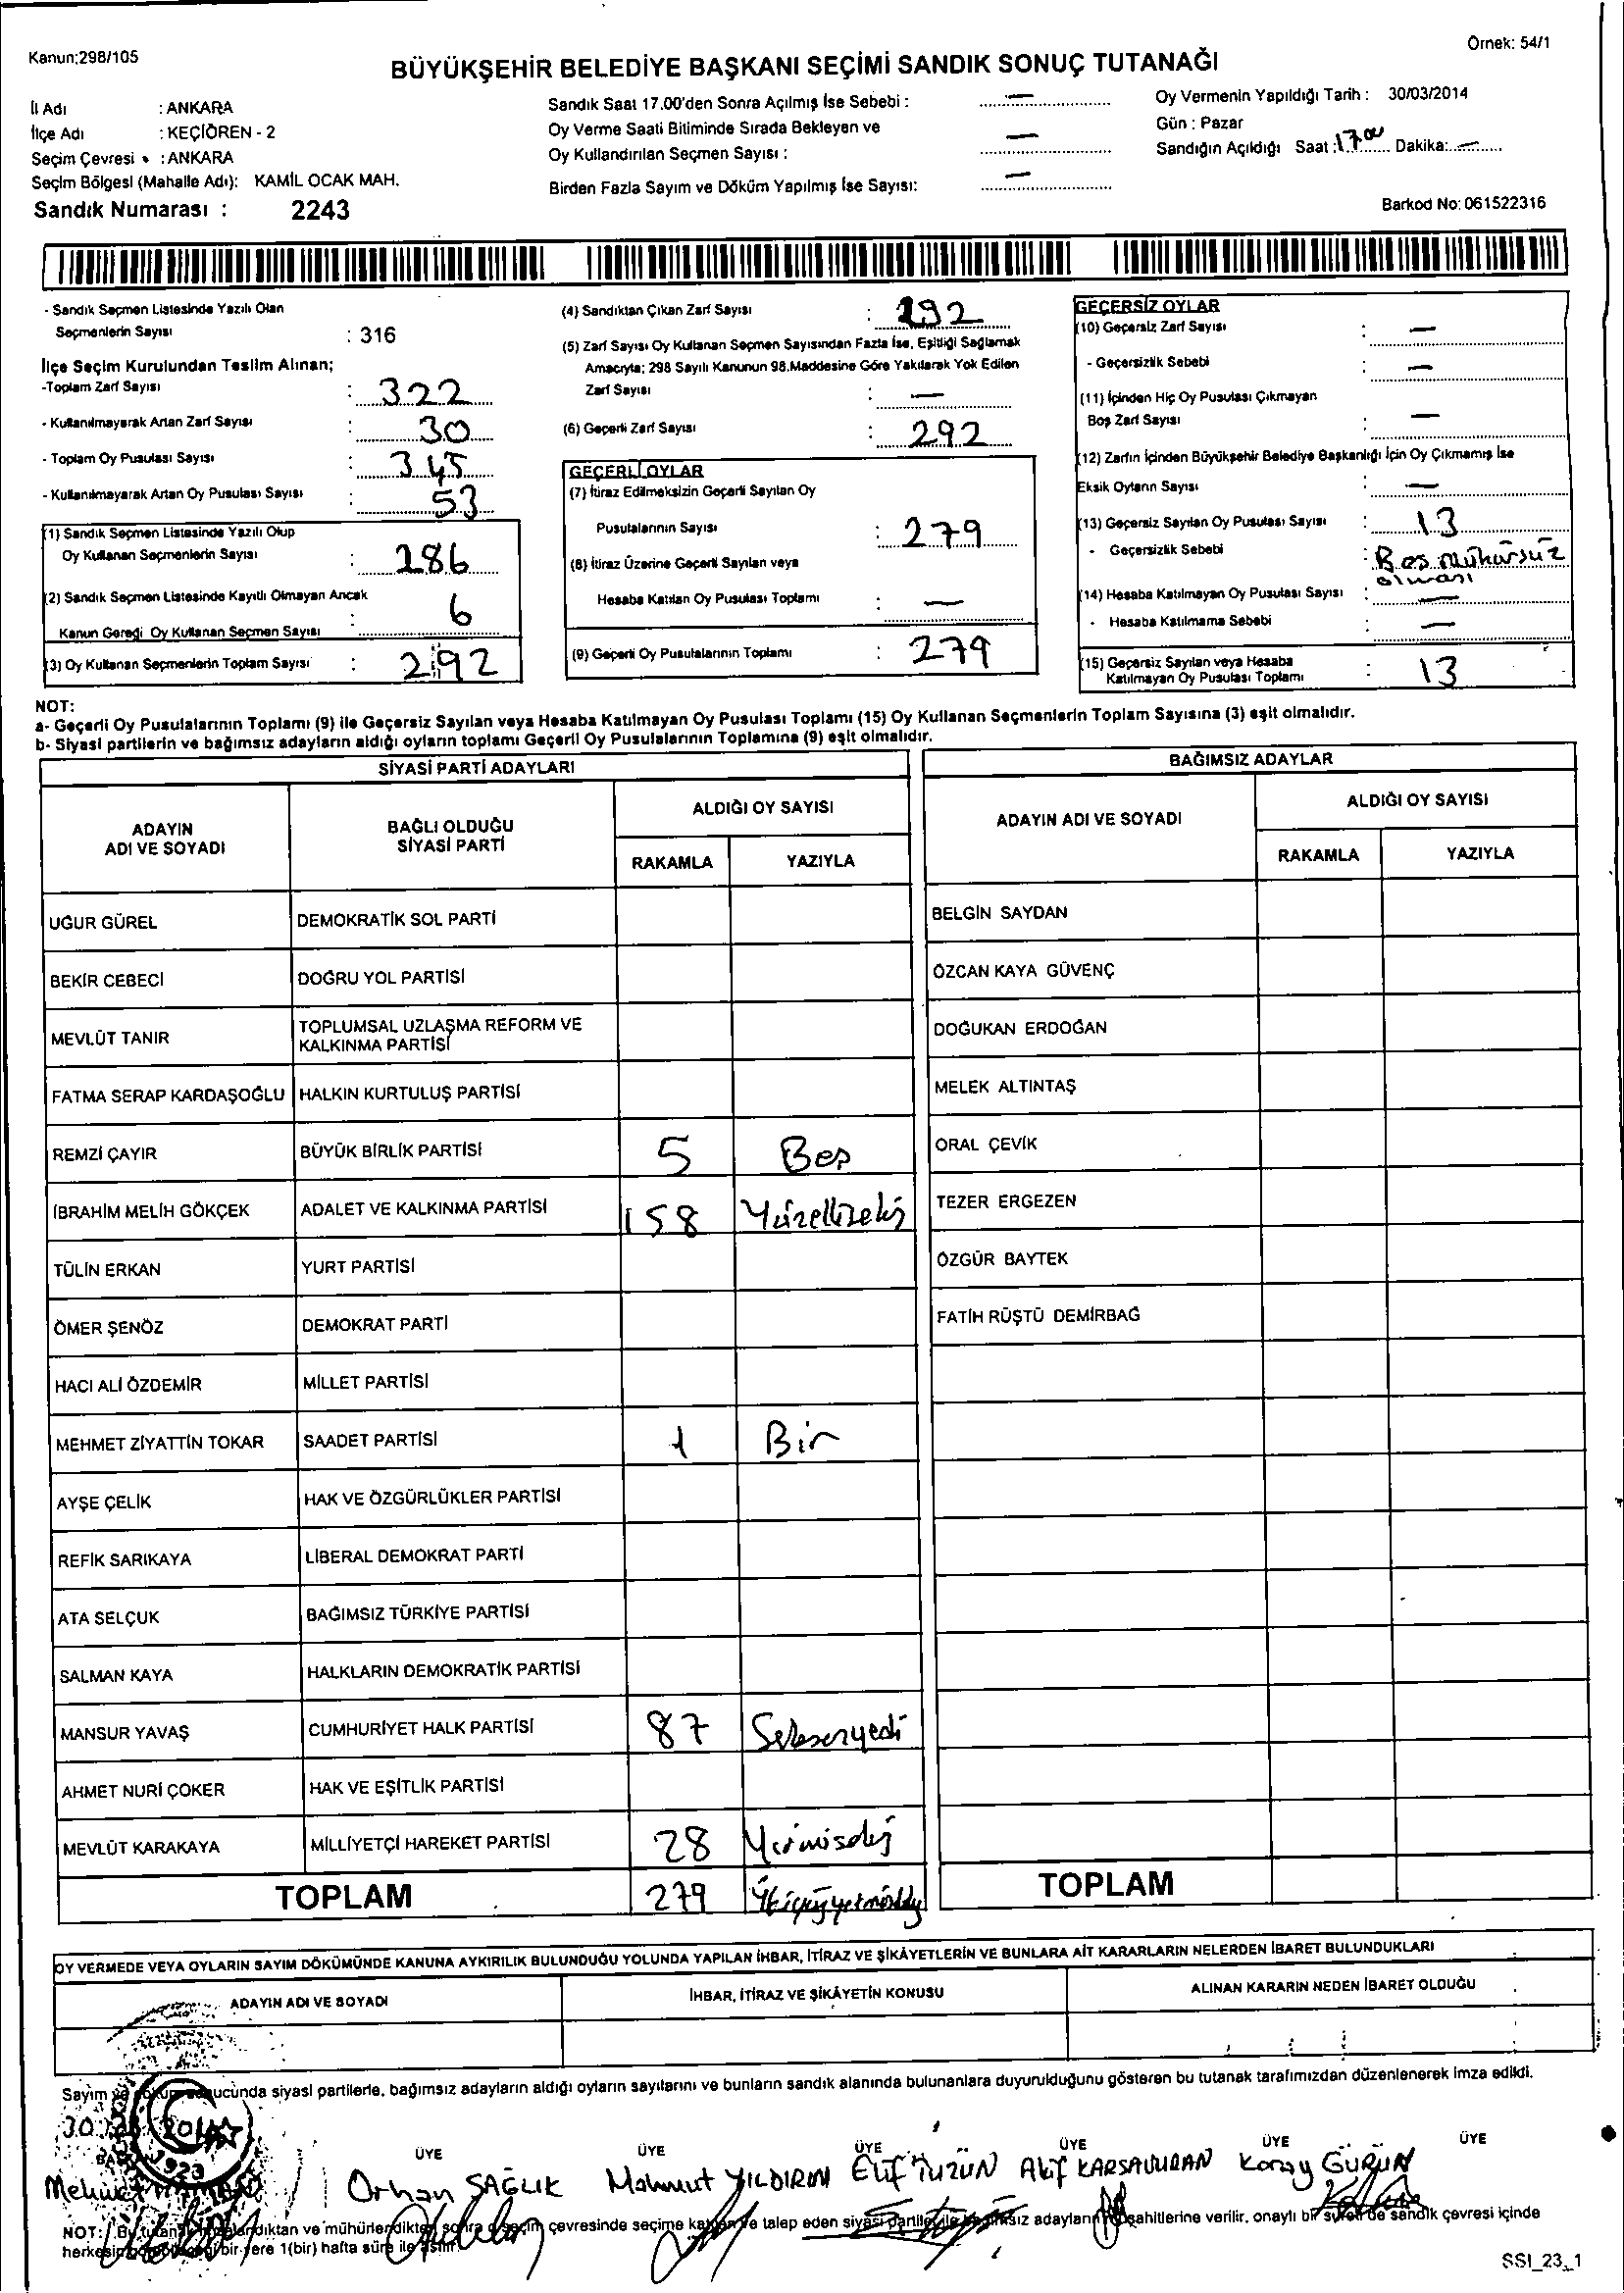 Kanun:298/105
Örnek: 54/1
BÜYÜKŞEHİR BELEDİYE BAŞKANI SEÇİMİ SANDIK SONUÇ TUTANAĞI
İl Adı : ANKARA
İlçe Adı : KEÇİÖREN - 2
Seçim Çevresi : ANKARA
Seçim Bölgesi (Mahalle Adı): KAMİL OCAK MAH.
Sandık Numarası : 2243
Sandık Saat 17.00'den Sonra Açılmış İse Sebebi : —
Oy Verme Saati Bitiminde Sırada Bekleyen ve
Oy Kullandırılan Seçmen Sayısı : —
Birden Fazla Sayım ve Döküm Yapılmış İse Sayısı: —
Oy Vermenin Yapıldığı Tarih : 30/03/2014
Gün : Pazar
Sandığın Açıldığı Saat : 17.00 Dakika: —
Barkod No: 061522316
- Sandık Seçmen Listesinde Yazılı Olan
Seçmenlerin Sayısı : 316
İlçe Seçim Kurulundan Teslim Alınan;
-Toplam Zarf Sayısı : 322
- Kullanılmayarak Artan Zarf Sayısı : 30
- Toplam Oy Pusulası Sayısı : 345
- Kullanılmayarak Artan Oy Pusulası Sayısı : 53
(1) Sandık Seçmen Listesinde Yazılı Olup
Oy Kullanan Seçmenlerin Sayısı : 286
(2) Sandık Seçmen Listesinde Kayıtlı Olmayan Ancak
Kanun Gereği Oy Kullanan Seçmen Sayısı : 6
(3) Oy Kullanan Seçmenlerin Toplam Sayısı : 292
(4) Sandıktan Çıkan Zarf Sayısı : 292
(5) Zarf Sayısı Oy Kullanan Seçmen Sayısından Fazla İse, Eşitliği Sağlamak
Amacıyla; 298 Sayılı Kanunun 98.Maddesine Göre Yakılarak Yok Edilen
Zarf Sayısı : —
(6) Geçerli Zarf Sayısı : 292
GEÇERLİ OYLAR
(7) İtiraz Edilmeksizin Geçerli Sayılan Oy
Pusulalarının Sayısı : 279
(8) İtiraz Üzerine Geçerli Sayılan veya
Hesaba Katılan Oy Pusulası Toplamı : —
(9) Geçerli Oy Pusulalarının Toplamı : 279
GEÇERSİZ OYLAR
(10) Geçersiz Zarf Sayısı : —
- Geçersizlik Sebebi : —
(11) İçinden Hiç Oy Pusulası Çıkmayan
Boş Zarf Sayısı : —
(12) Zarfın İçinden Büyükşehir Belediye Başkanlığı İçin Oy Çıkmamış İse
Eksik Oyların Sayısı : —
(13) Geçersiz Sayılan Oy Pusulası Sayısı : 13
- Geçersizlik Sebebi : Bos mühürsüz
olması
(14) Hesaba Katılmayan Oy Pusulası Sayısı : —
- Hesaba Katılmama Sebebi : —
(15) Geçersiz Sayılan veya Hesaba
Katılmayan Oy Pusulası Toplamı : 13
NOT:
a- Geçerli Oy Pusulalarının Toplamı (9) ile Geçersiz Sayılan veya Hesaba Katılmayan Oy Pusulası Toplamı (15) Oy Kullanan Seçmenlerin Toplam Sayısına (3) eşit olmalıdır.
b- Siyasi partilerin ve bağımsız adayların aldığı oyların toplamı Geçerli Oy Pusulalarının Toplamına (9) eşit olmalıdır.
SİYASİ PARTİ ADAYLARI
ADAYIN ADI VE SOYADI
BAĞLI OLDUĞU SİYASİ PARTİ
ALDIĞI OY SAYISI
RAKAMLA YAZIYLA
UĞUR GÜREL DEMOKRATİK SOL PARTİ
BEKİR CEBECİ DOĞRU YOL PARTİSİ
MEVLÜT TANIR TOPLUMSAL UZLAŞMA REFORM VE
KALKINMA PARTİSİ
FATMA SERAP KARDAŞOĞLU HALKIN KURTULUŞ PARTİSİ
REMZİ ÇAYIR BÜYÜK BİRLİK PARTİSİ 5 Beş
İBRAHİM MELİH GÖKÇEK ADALET VE KALKINMA PARTİSİ 158 Yüzellisekiz
TÜLİN ERKAN YURT PARTİSİ
ÖMER ŞENÖZ DEMOKRAT PARTİ
HACI ALİ ÖZDEMİR MİLLET PARTİSİ
MEHMET ZİYATTİN TOKAR SAADET PARTİSİ 1 Bir
AYŞE ÇELİK HAK VE ÖZGÜRLÜKLER PARTİSİ
REFİK SARIKAYA LİBERAL DEMOKRAT PARTİ
ATA SELÇUK BAĞIMSIZ TÜRKİYE PARTİSİ
SALMAN KAYA HALKLARIN DEMOKRATİK PARTİSİ
MANSUR YAVAŞ CUMHURİYET HALK PARTİSİ 87 Seksenyedi
AHMET NURİ ÇOKER HAK VE EŞİTLİK PARTİSİ
MEVLÜT KARAKAYA MİLLİYETÇİ HAREKET PARTİSİ 28 Yirmisekiz
TOPLAM 279
BAĞIMSIZ ADAYLAR
ADAYIN ADI VE SOYADI
ALDIĞI OY SAYISI
RAKAMLA YAZIYLA
BELGİN SAYDAN
ÖZCAN KAYA GÜVENÇ
DOĞUKAN ERDOĞAN
MELEK ALTINTAŞ
ORAL ÇEVİK
TEZER ERGEZEN
ÖZGÜR BAYTEK
FATİH RÜŞTÜ DEMİRBAĞ
TOPLAM
OY VERMEDE VEYA OYLARIN SAYIM DÖKÜMÜNDE KANUNA AYKIRILIK BULUNDUĞU YOLUNDA YAPILAN İHBAR, İTİRAZ VE ŞİKÂYETLERİN VE BUNLARA AİT KARARLARIN NELERDEN İBARET BULUNDUKLARI
ADAYIN ADI VE SOYADI
İHBAR, İTİRAZ VE ŞİKÂYETİN KONUSU
ALINAN KARARIN NEDEN İBARET OLDUĞU
Sayım ve siyasi partilerle, bağımsız adayların aldığı oyların sayılarını ve bunların sandık alanında bulunanlara duyurulduğunu gösteren bu tutanak tarafımızdan düzenlenerek imza edildi.
ÜYE ÜYE ÜYE ÜYE ÜYE ÜYE
Mehmet Orhan SAĞLIK Mahmut YILDIRIM Elif TUZÜN Akif KARSAVURAN Koray GÜRÜN
NOT: ve mühürlendikten sonra çevresinde seçime talep eden verilir, onaylı bir sandık çevresi içinde
bir yere 1(bir) hafta süre ile
SSI_23_1